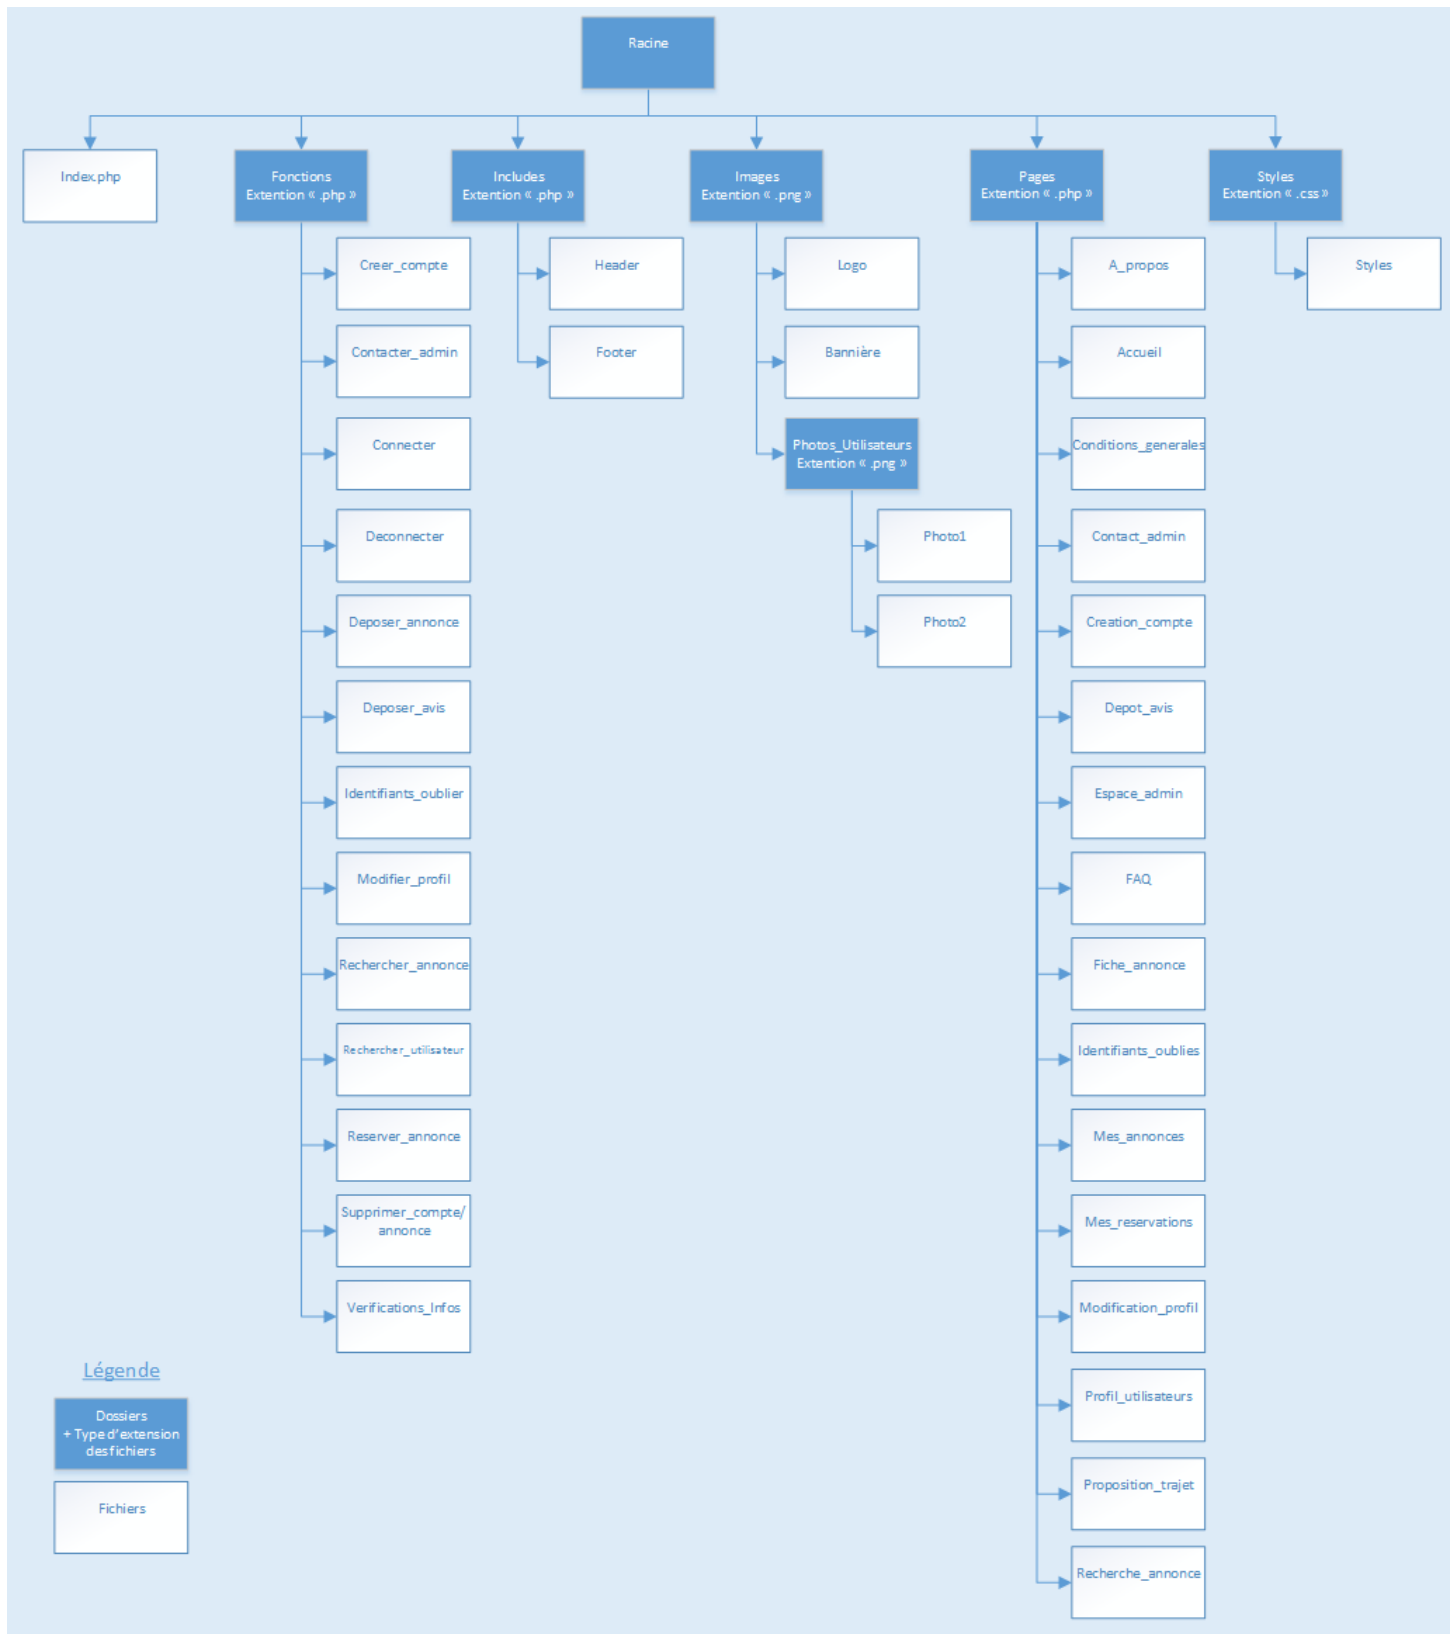 Racine
Index.php
Fonctions
Extention « .php »
Includes
Extention « .php »
Images
Extention « .png »
Pages
Extention « .php »
Styles
Extention « .css »
Creer_compte
Contacter_admin
Connecter
Deconnecter
Deposer_annonce
Deposer_avis
Identifiants_oublier
Modifier_profil
Rechercher_annonce
Rechercher_utilisateur
Reserver_annonce
Supprimer_compte/
annonce
Verifications_Infos
Header
Footer
Logo
Bannière
Photos_Utilisateurs
Extention « .png »
Photo1
Photo2
A_propos
Accueil
Conditions_generales
Contact_admin
Creation_compte
Depot_avis
Espace_admin
FAQ
Fiche_annonce
Identifiants_oublies
Mes_annonces
Mes_reservations
Modification_profil
Profil_utilisateurs
Proposition_trajet
Recherche_annonce
Styles
Légende
Dossiers
+ Type d'extension
des fichiers
Fichiers